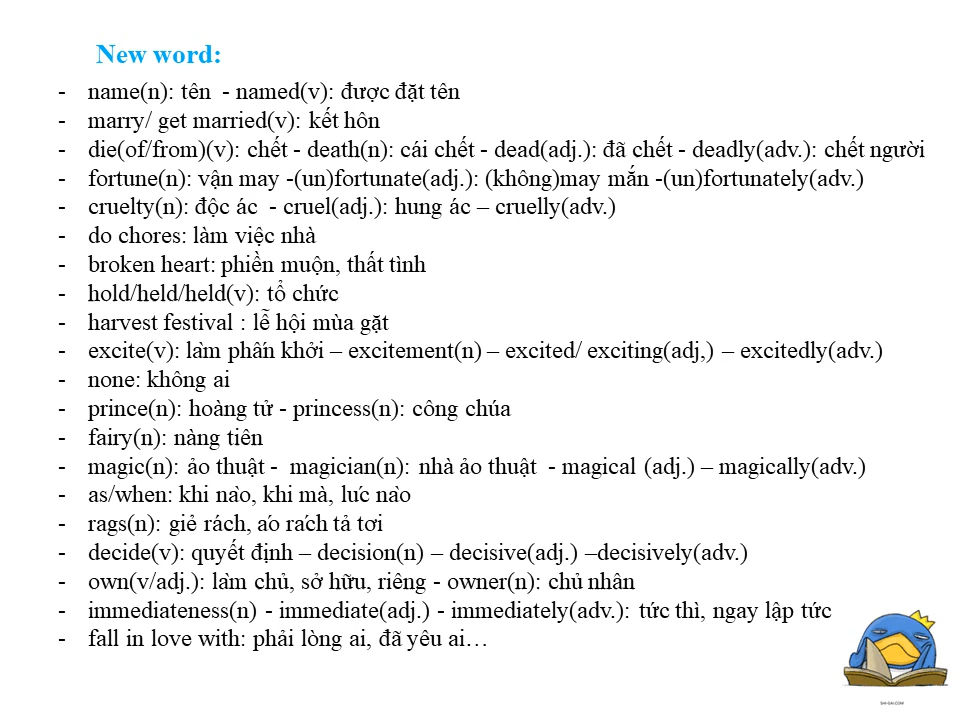 New word:
- name(n): tên - named(v): được đặt tên
- marry/ get married(v): kết hôn
- die(of/from)(v): chết - death(n): cái chết - dead(adj.): đã chết - deadly(adv.): chết người
- fortune(n): vận may -(un)fortunate(adj.): (không)may mắn -(un)fortunately(adv.)
- cruelty(n): độc ác - cruel(adj.): hung ác – cruelly(adv.)
- do chores: làm việc nhà
- broken heart: phiền muộn, thất tình
- hold/held/held(v): tổ chức
- harvest festival : lễ hội mùa gặt
- excite(v): làm phấn khởi – excitement(n) – excited/ exciting(adj,) – excitedly(adv.)
- none: không ai
- prince(n): hoàng tử - princess(n): công chúa
- fairy(n): nàng tiên
- magic(n): ảo thuật - magician(n): nhà ảo thuật - magical (adj.) – magically(adv.)
- as/when: khi nào, khi mà, lúc nào
- rags(n): giẻ rách, áo rách tả tơi
- decide(v): quyết định – decision(n) – decisive(adj.) –decisively(adv.)
- own(v/adj.): làm chủ, sở hữu, riêng - owner(n): chủ nhân
- immediateness(n) - immediate(adj.) - immediately(adv.): tức thì, ngay lập tức
- fall in love with: phải lòng ai, đã yêu ai…